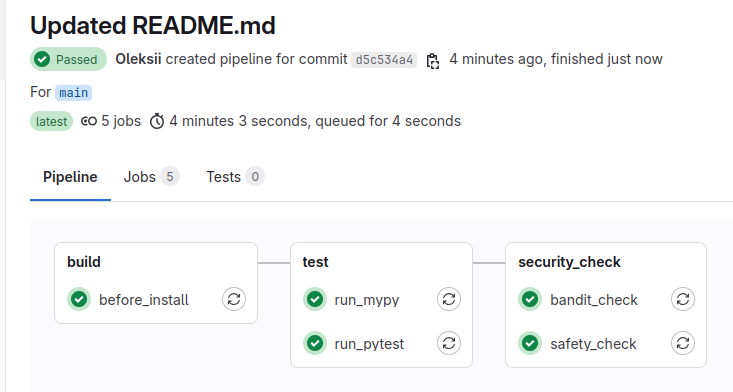 Updated README.md
Passed Oleksii created pipeline for commit d5c534a4 4 minutes ago, finished just now
For main
latest 5 jobs 4 minutes 3 seconds, queued for 4 seconds
Pipeline Jobs 5 Tests 0
build test security_check
before_install run_mypy bandit_check
run_pytest safety_check